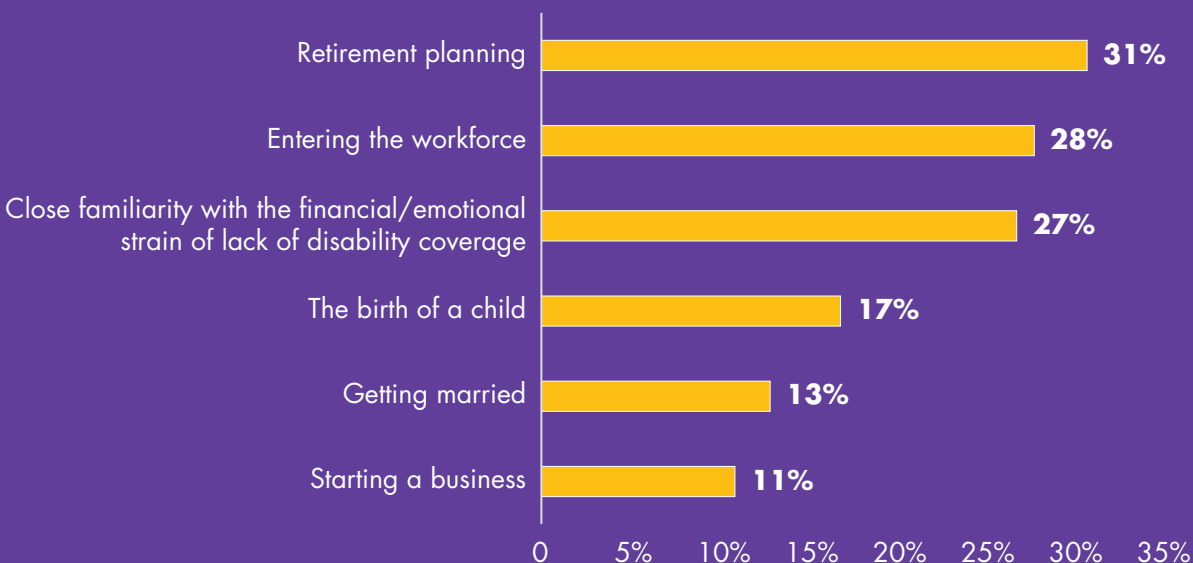 Retirement planning 31%
Entering the workforce 28%
Close familiarity with the financial/emotional
strain of lack of disability coverage 27%
The birth of a child 17%
Getting married 13%
Starting a business 11%
0 5% 10% 15% 20% 25% 30% 35%